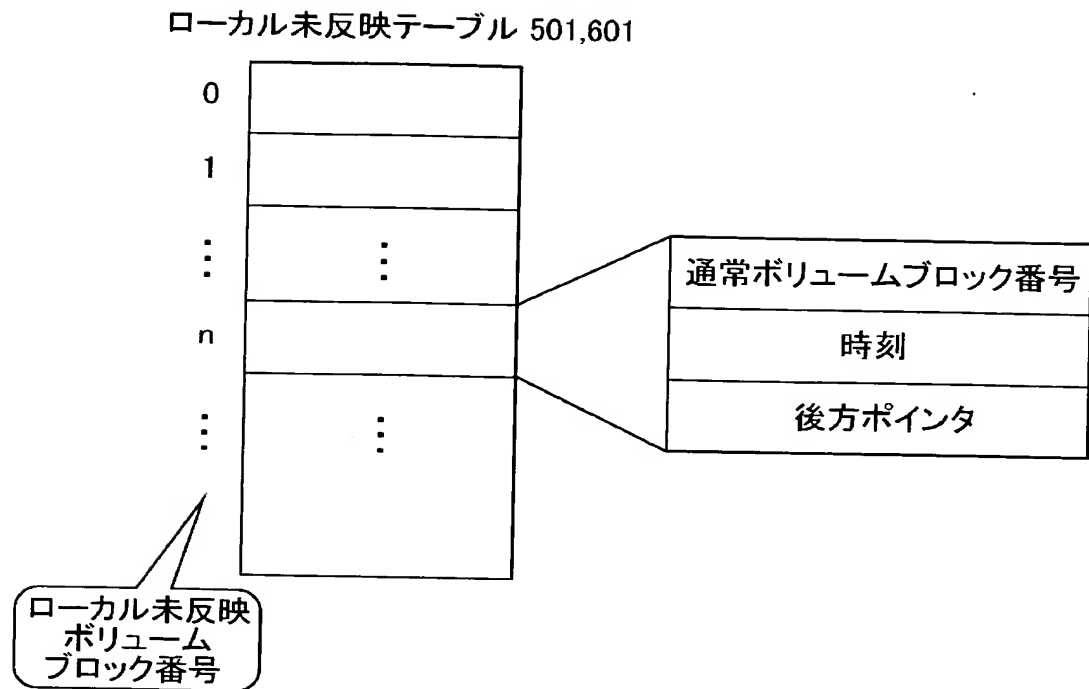 ローカル未反映テーブル 501,601
0
1
⋮
⋮
n
⋮
⋮
通常ボリュームブロック番号
時刻
後方ポインタ
ローカル未反映
ボリューム
ブロック番号